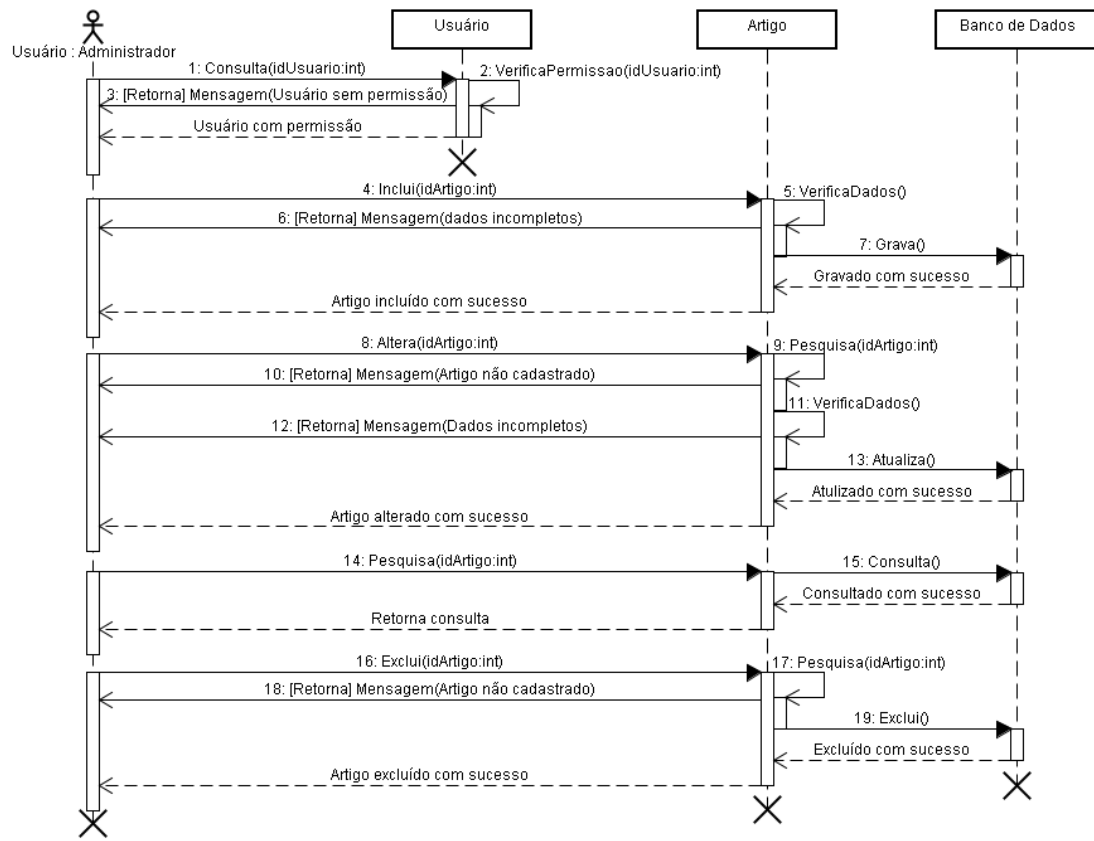 Usuário : Administrador
Usuário
Artigo
Banco de Dados
1: Consulta(idUsuario:int)
2: VerificaPermissao(idUsuario:int)
3: [Retorna] Mensagem(Usuário sem permissão)
Usuário com permissão
4: Inclui(idArtigo:int)
5: VerificaDados()
6: [Retorna] Mensagem(dados incompletos)
7: Grava()
Gravado com sucesso
Artigo incluído com sucesso
8: Altera(idArtigo:int)
9: Pesquisa(idArtigo:int)
10: [Retorna] Mensagem(Artigo não cadastrado)
11: VerificaDados()
12: [Retorna] Mensagem(Dados incompletos)
13: Atualiza()
Atulizado com sucesso
Artigo alterado com sucesso
14: Pesquisa(idArtigo:int)
15: Consulta()
Consultado com sucesso
Retorna consulta
16: Exclui(idArtigo:int)
17: Pesquisa(idArtigo:int)
18: [Retorna] Mensagem(Artigo não cadastrado)
19: Exclui()
Excluído com sucesso
Artigo excluído com sucesso